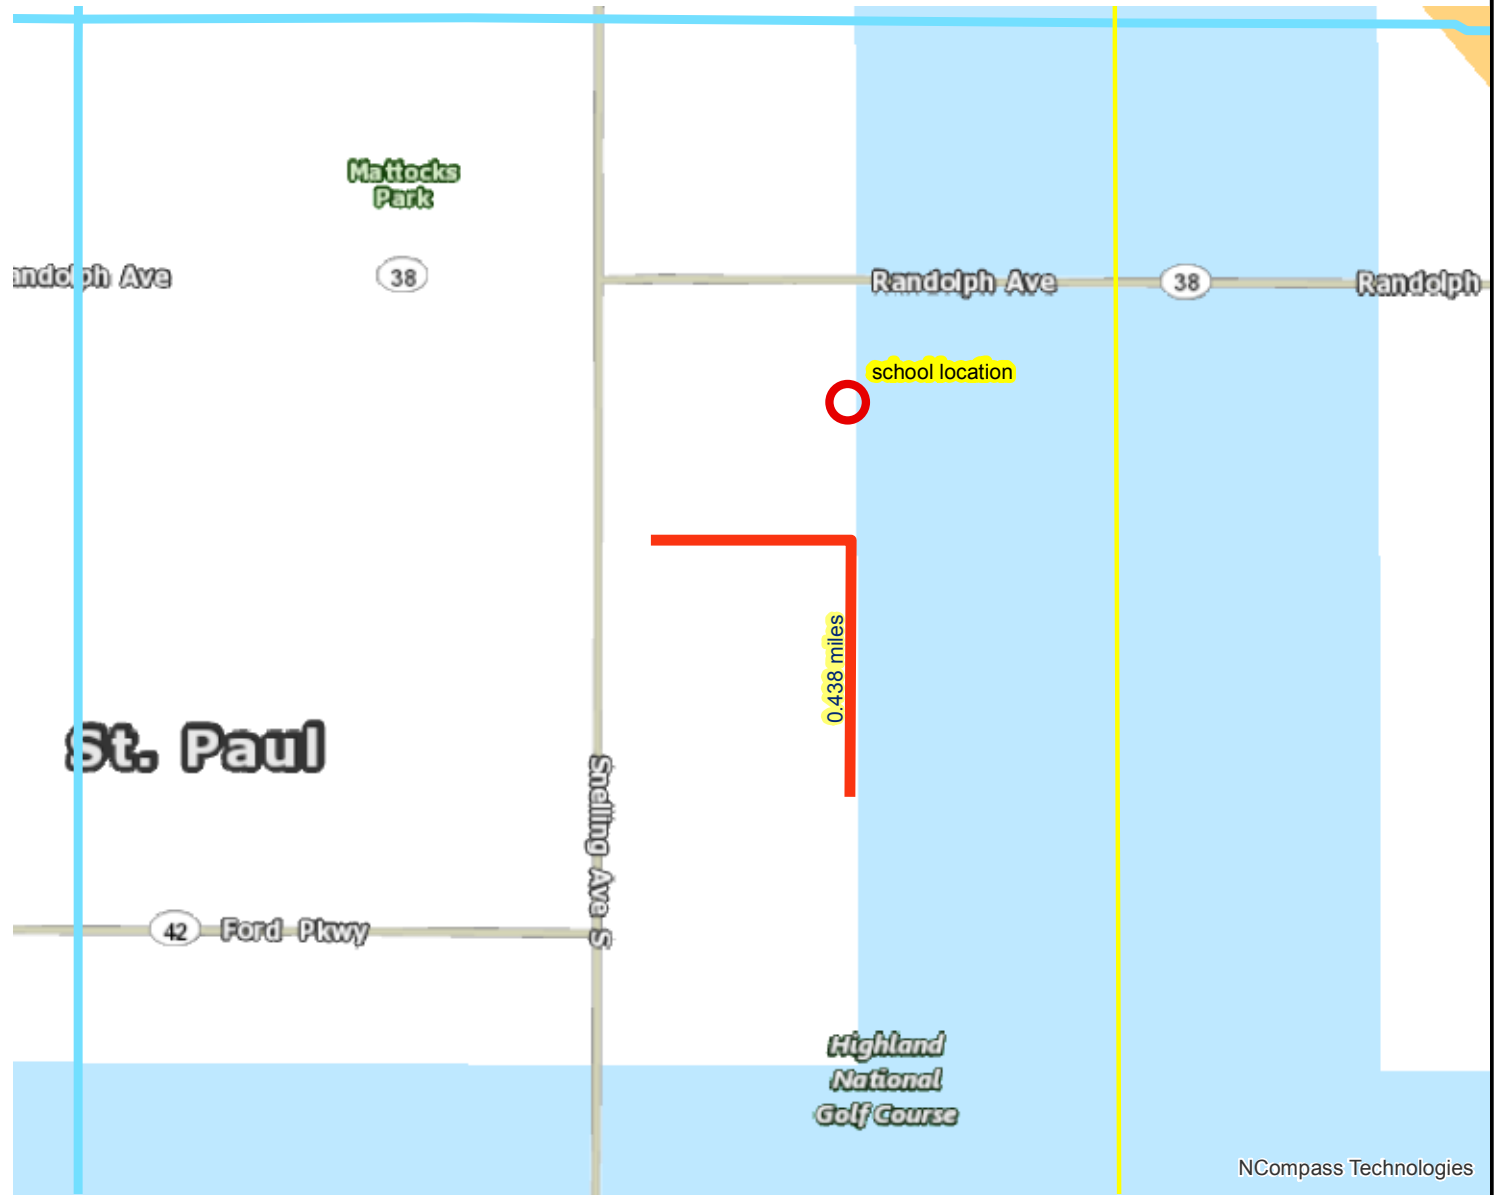 Mattocks
Park
andolph Ave
38
Randolph Ave
38
Randolph
school location
0.438 miles
St. Paul
Snelling Ave S
42
Ford Pkwy
Highland
National
Golf Course
NCompass Technologies